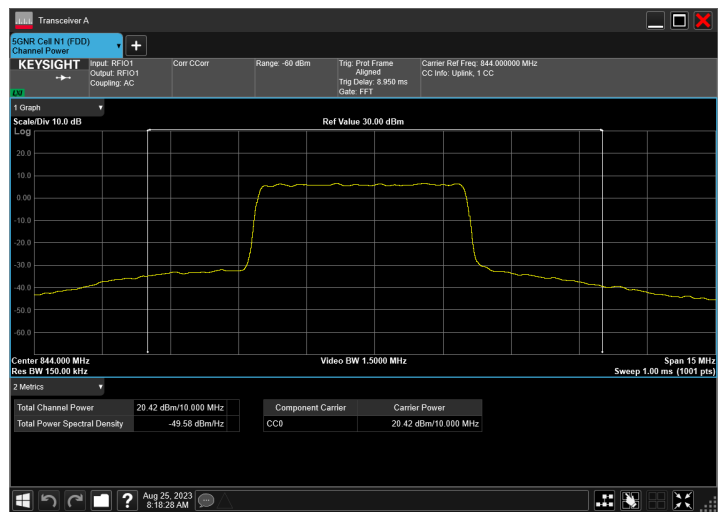 Transceiver A
5GNR Cell N1 (FDD)
Channel Power
KEYSIGHT
LXI
Input: RFIO1
Output: RFIO1
Coupling: AC
Corr CCorr
Range: -60 dBm
Trig: Prot Frame
Aligned
Trig Delay: 8.950 ms
Gate: FFT
Carrier Ref Freq: 844.000000 MHz
CC Info: Uplink, 1 CC
1 Graph
Scale/Div 10.0 dB
Ref Value 30.00 dBm
Log
20.0
10.0
0.00
-10.0
-20.0
-30.0
-40.0
-50.0
-60.0
Center 844.000 MHz
Video BW 1.5000 MHz
Span 15 MHz
Res BW 150.00 kHz
Sweep 1.00 ms (1001 pts)
2 Metrics
Total Channel Power 20.42 dBm/10.000 MHz
Total Power Spectral Density -49.58 dBm/Hz
Component Carrier Carrier Power
CC0 20.42 dBm/10.000 MHz
?
Aug 25, 2023
8:18:28 AM